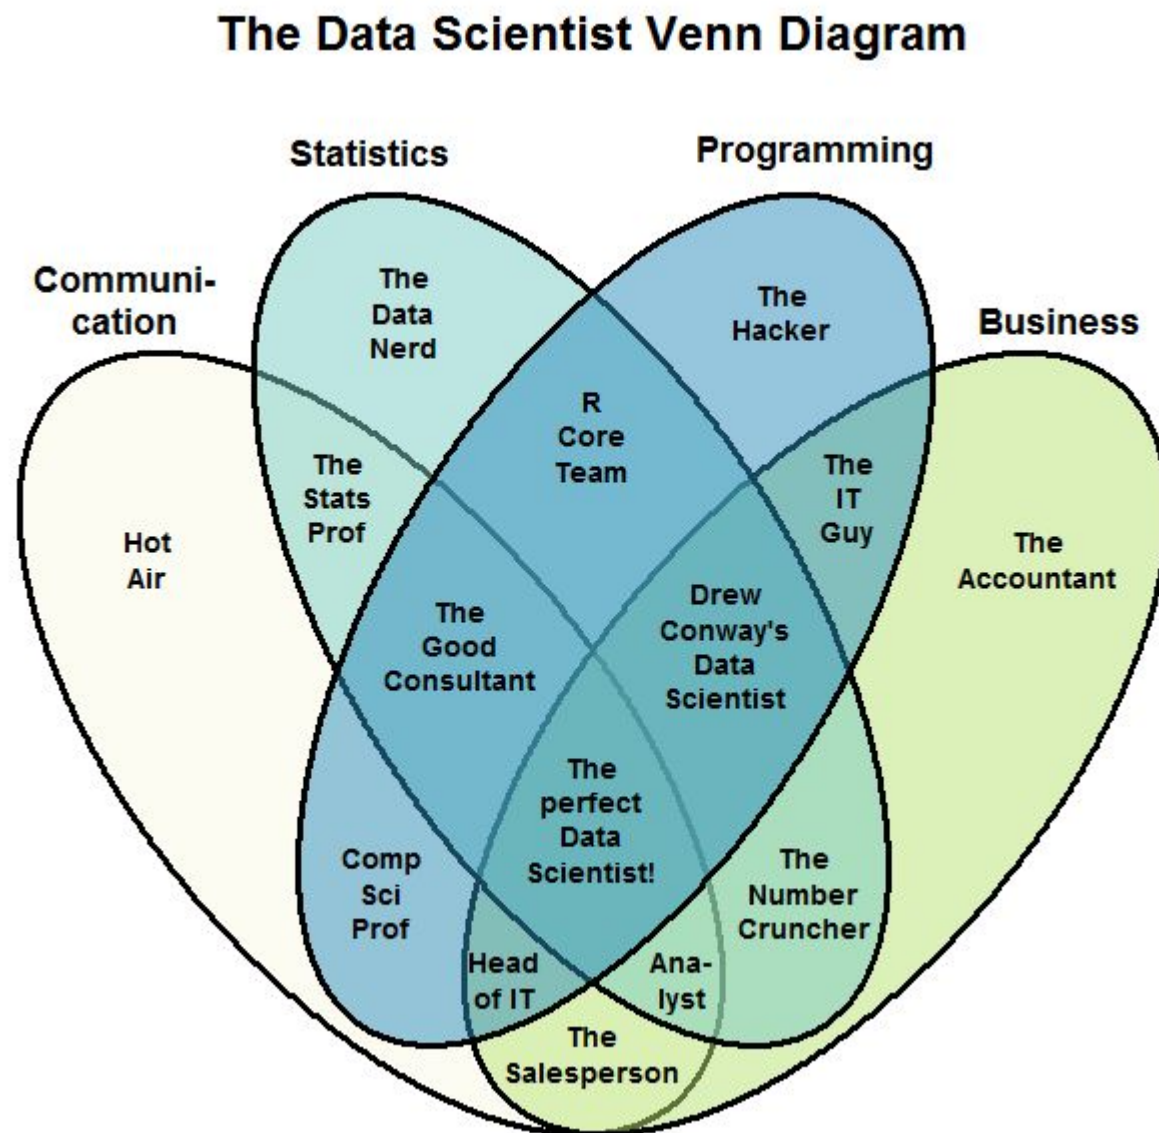 The Data Scientist Venn Diagram
Statistics
Programming
Communi-
cation
Business
The
Data
Nerd
The
Hacker
R
Core
Team
The
Stats
Prof
The
IT
Guy
Hot
Air
The
Accountant
The
Good
Consultant
Drew
Conway's
Data
Scientist
The
perfect
Data
Scientist!
Comp
Sci
Prof
The
Number
Cruncher
Head
of IT
Ana-
lyst
The
Salesperson